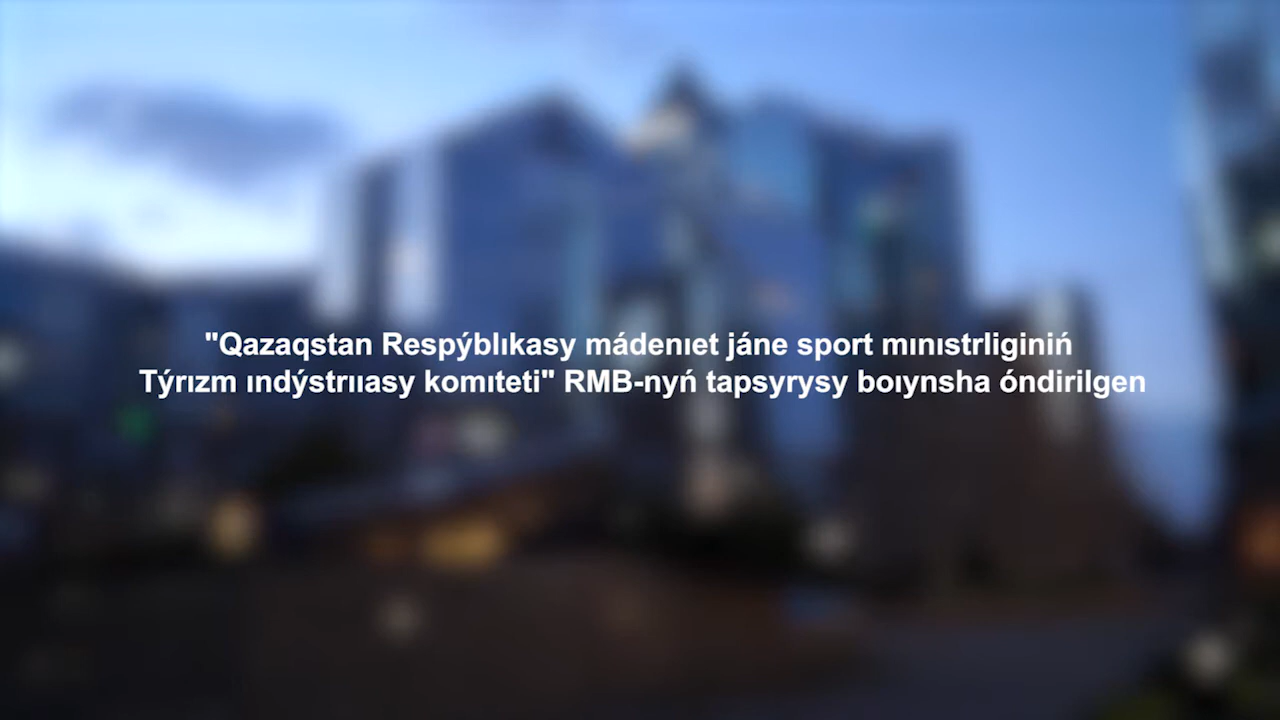 "Qazaqstan Respýblıkasy mádenıet jáne sport mınıstrliginiń
Týrızm ındýstrııasy komıteti" RMB-nyń tapsyrysy boıynsha óndirilgen